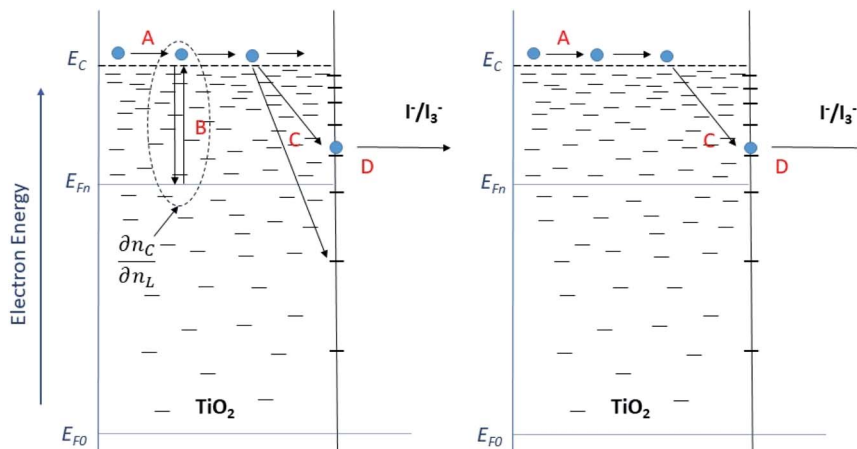 A
E_C
B
I⁻/I₃⁻
C
D
E_Fn
∂n_C
∂n_L
Electron Energy
TiO₂
E_F0
A
E_C
I⁻/I₃⁻
C
D
E_Fn
TiO₂
E_F0